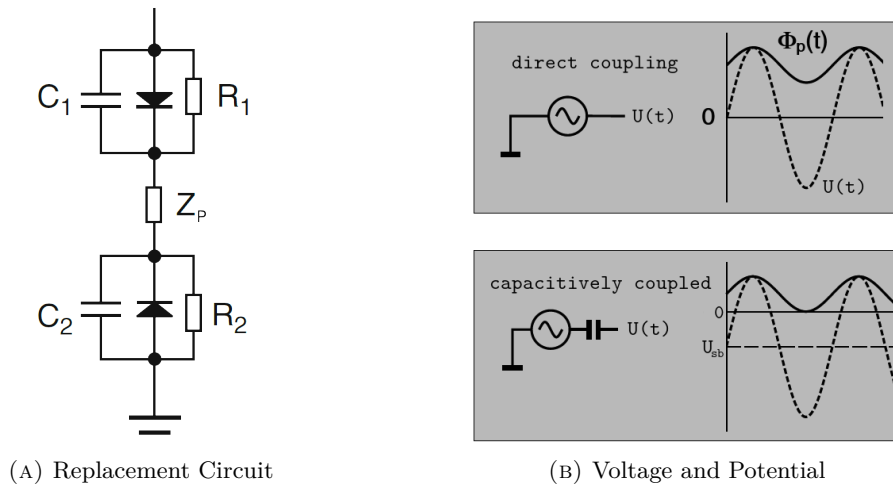 C1
R1
ZP
C2
R2
(A) Replacement Circuit
direct coupling
U(t)
Φp(t)
0
U(t)
capacitively coupled
U(t)
0
Usb
(B) Voltage and Potential